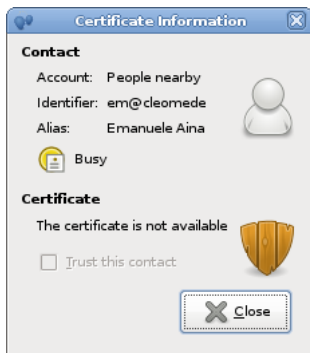 Certificate Information
Contact
Account: People nearby
Identifier: em@cleomede
Alias: Emanuele Aina
Busy
Certificate
The certificate is not available
Trust this contact
Close